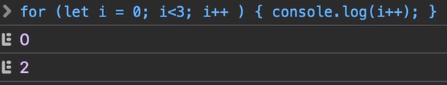 for (let i = 0; i<3; i++ ) { console.log(i++); }
0
2